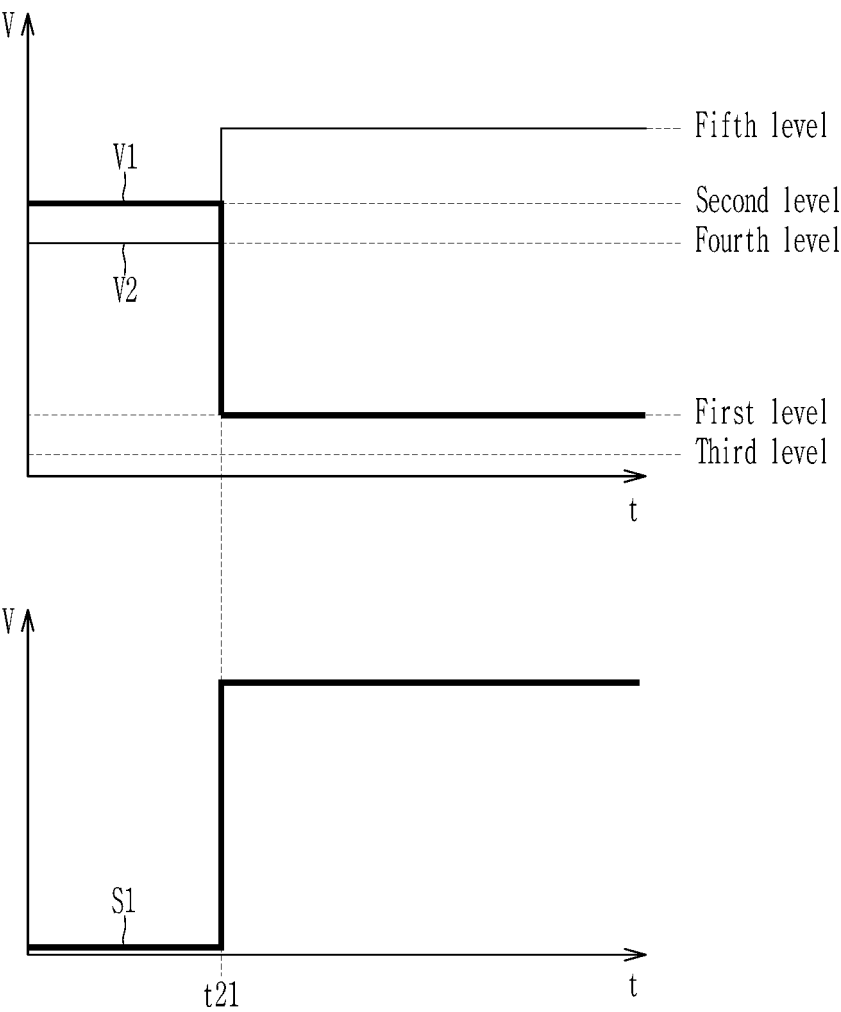 V
Fifth level
V1
Second level
Fourth level
V2
First level
Third level
t
V
S1
t21
t